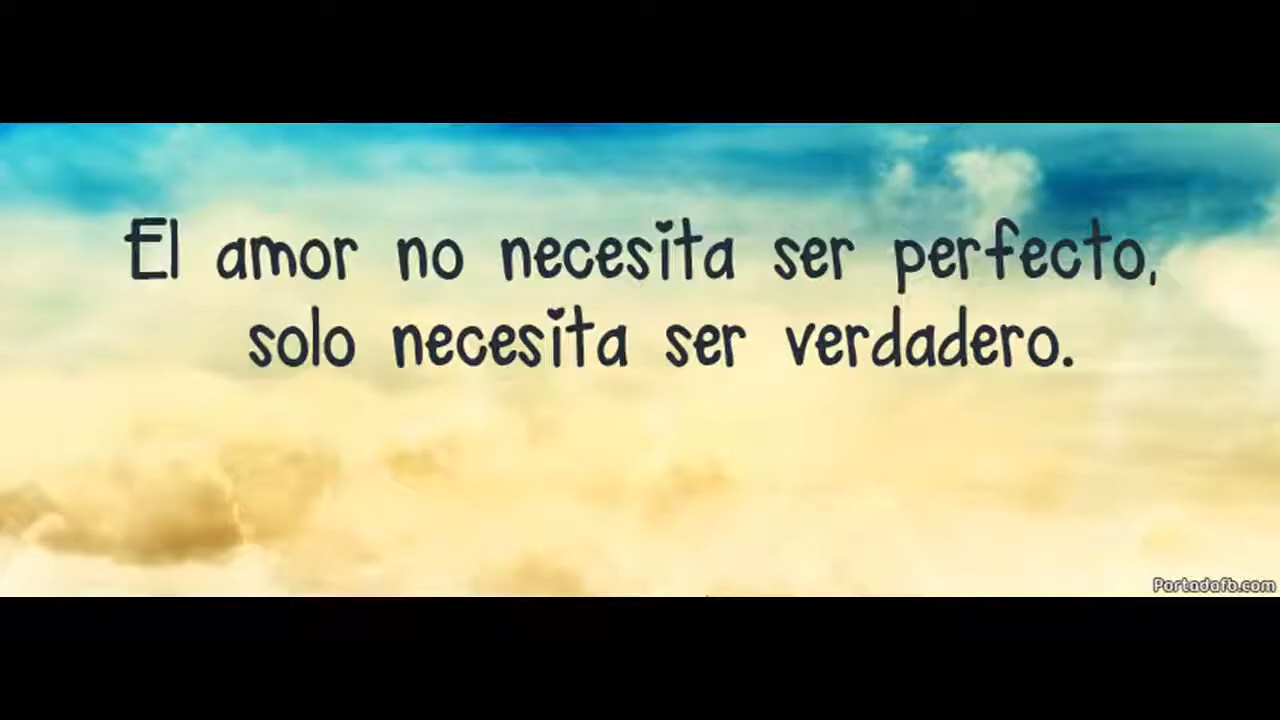 El amor no necesita ser perfecto,
solo necesita ser verdadero.
Portadafb.com